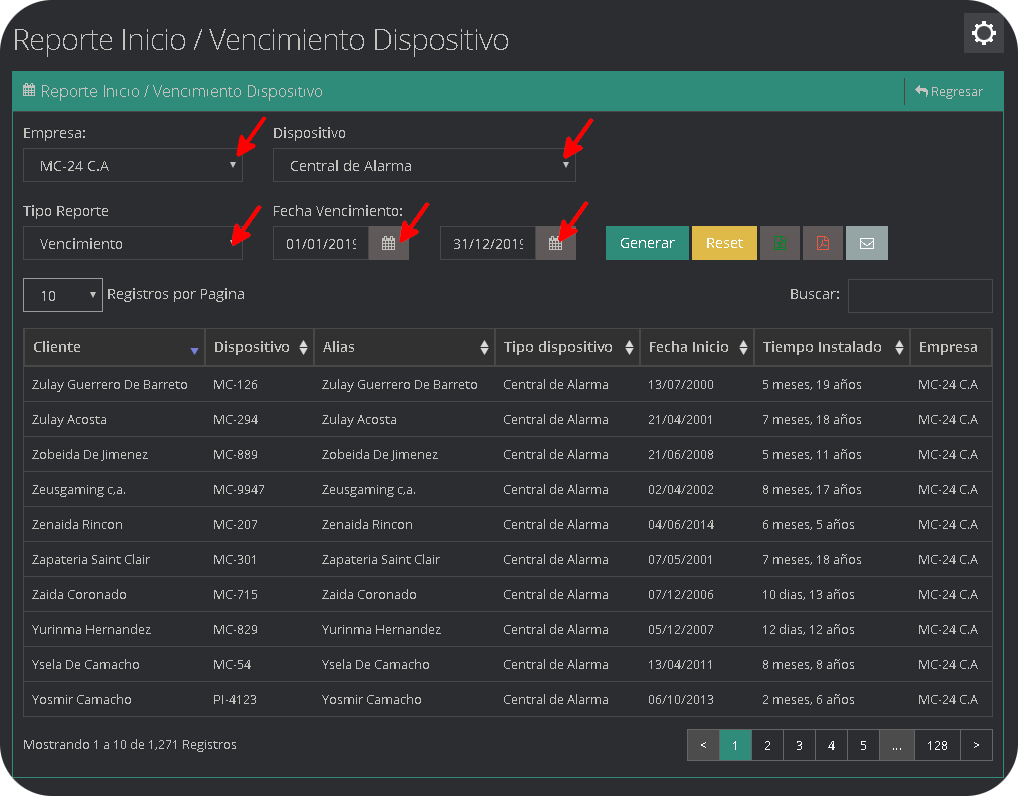 Reporte Inicio / Vencimiento Dispositivo
Reporte Inicio / Vencimiento Dispositivo
Regresar
Empresa: Dispositivo
MC-24 C.A Central de Alarma
Tipo Reporte Fecha Vencimiento:
Vencimiento 01/01/2019 31/12/2019 Generar Reset
10 Registros por Pagina Buscar:
Cliente Dispositivo Alias Tipo dispositivo Fecha Inicio Tiempo Instalado Empresa
Zulay Guerrero De Barreto MC-126 Zulay Guerrero De Barreto Central de Alarma 13/07/2000 5 meses, 19 años MC-24 C.A
Zulay Acosta MC-294 Zulay Acosta Central de Alarma 21/04/2001 7 meses, 18 años MC-24 C.A
Zobeida De Jimenez MC-889 Zobeida De Jimenez Central de Alarma 21/06/2008 5 meses, 11 años MC-24 C.A
Zeusgaming c,a. MC-9947 Zeusgaming c,a. Central de Alarma 02/04/2002 8 meses, 17 años MC-24 C.A
Zenaida Rincon MC-207 Zenaida Rincon Central de Alarma 04/06/2014 6 meses, 5 años MC-24 C.A
Zapateria Saint Clair MC-301 Zapateria Saint Clair Central de Alarma 07/05/2001 7 meses, 18 años MC-24 C.A
Zaida Coronado MC-715 Zaida Coronado Central de Alarma 07/12/2006 10 dias, 13 años MC-24 C.A
Yurinma Hernandez MC-829 Yurinma Hernandez Central de Alarma 05/12/2007 12 dias, 12 años MC-24 C.A
Ysela De Camacho MC-54 Ysela De Camacho Central de Alarma 13/04/2011 8 meses, 8 años MC-24 C.A
Yosmir Camacho PI-4123 Yosmir Camacho Central de Alarma 06/10/2013 2 meses, 6 años MC-24 C.A
Mostrando 1 a 10 de 1,271 Registros < 1 2 3 4 5 ... 128 >